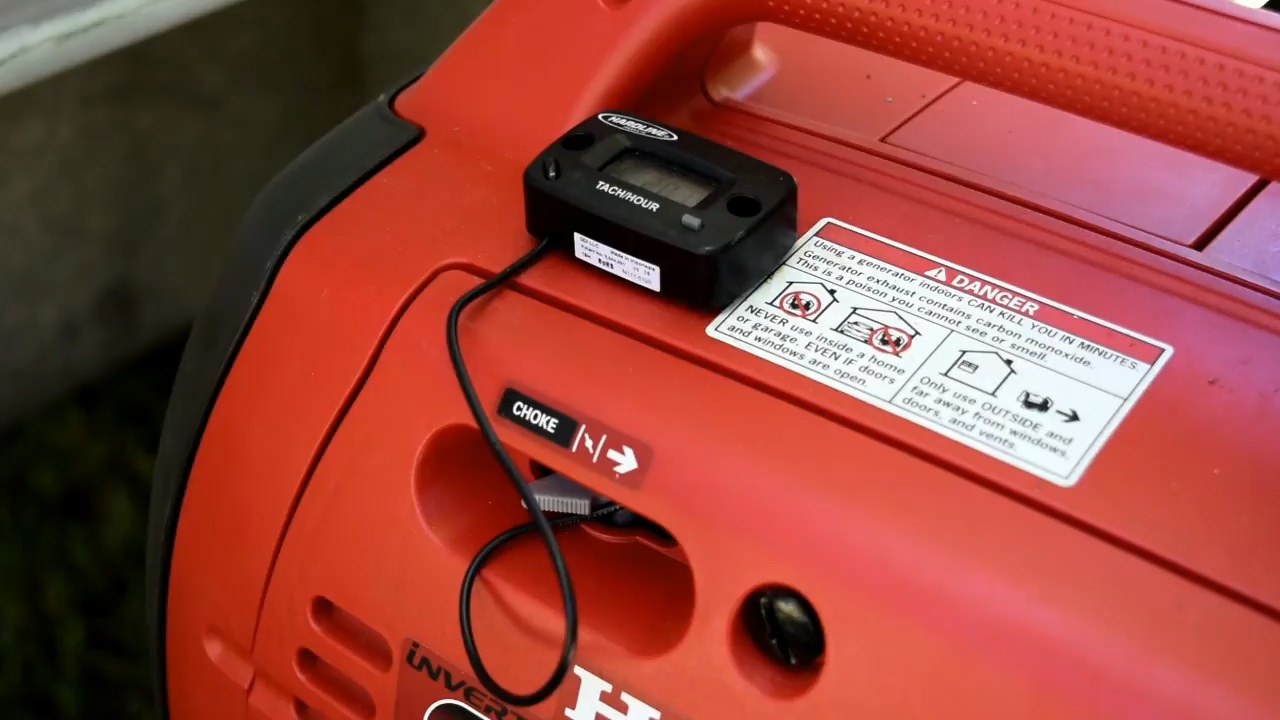 HARDLINE
TACH/HOUR
DANGER
Using a generator indoors CAN KILL YOU IN MINUTES.
Generator exhaust contains carbon monoxide.
This is a poison you cannot see or smell.
NEVER use inside a home
or garage, EVEN IF doors
and windows are open.
Only use OUTSIDE and
far away from windows,
doors, and vents.
CHOKE
INVERT
H